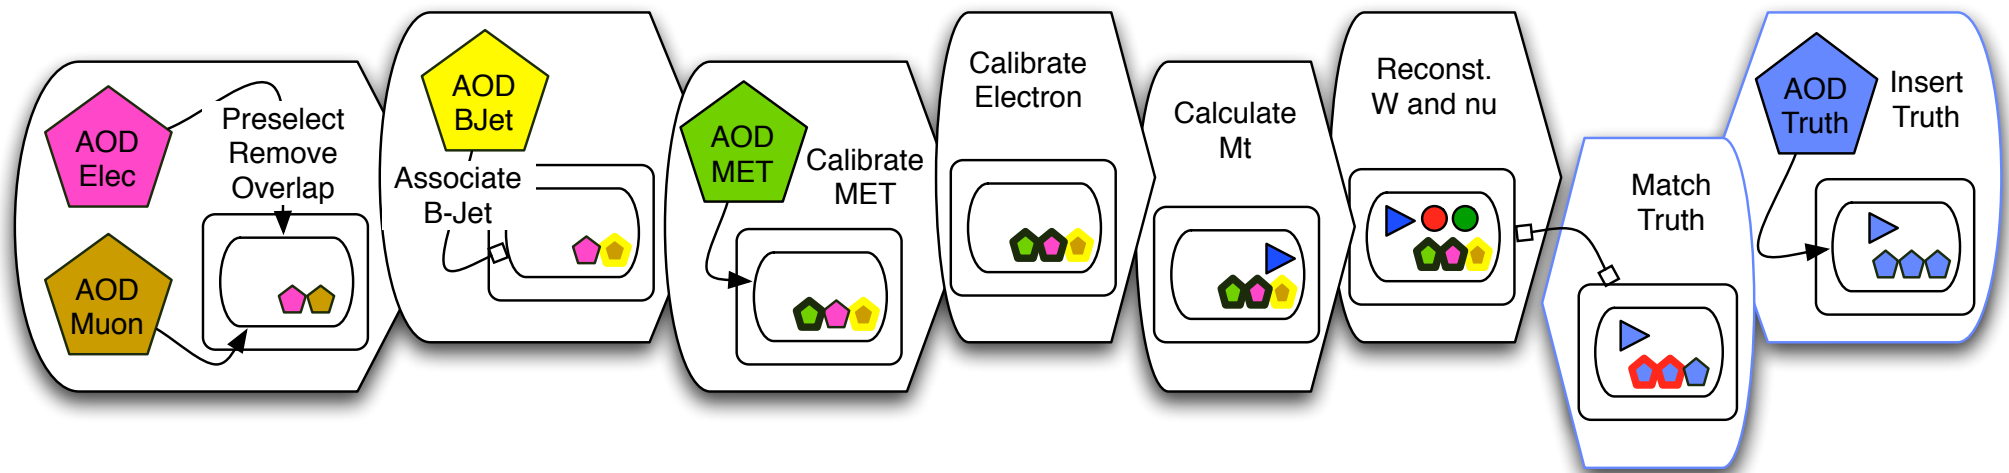 AOD
Elec
Preselect
Remove
Overlap
AOD
Muon
AOD
BJet
Associate
B-Jet
AOD
MET
Calibrate
MET
Calibrate
Electron
Calculate
Mt
Reconst.
W and nu
Match
Truth
AOD
Truth
Insert
Truth